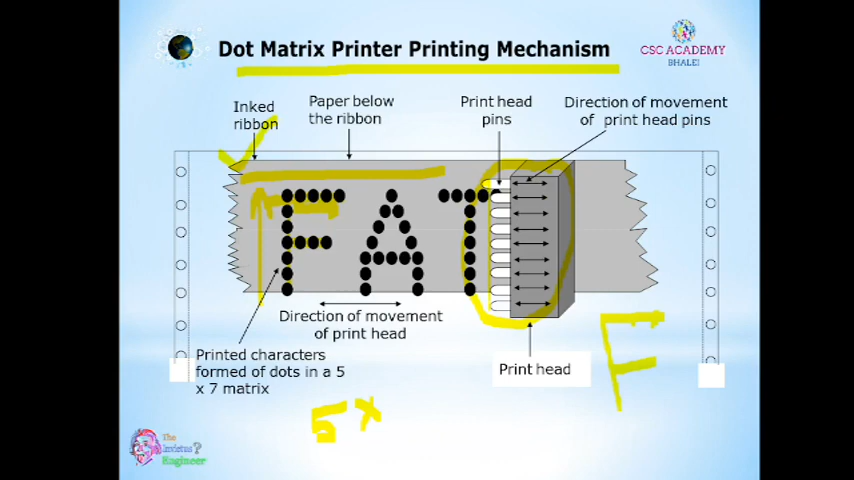 Dot Matrix Printer Printing Mechanism
CSC ACADEMY
BHALEI
Inked
ribbon
Paper below
the ribbon
Print head
pins
Direction of movement
of print head pins
FAT
Direction of movement
of print head
Printed characters
formed of dots in a 5
x 7 matrix
Print head
F
5 x
The
Invictus?
Engineer